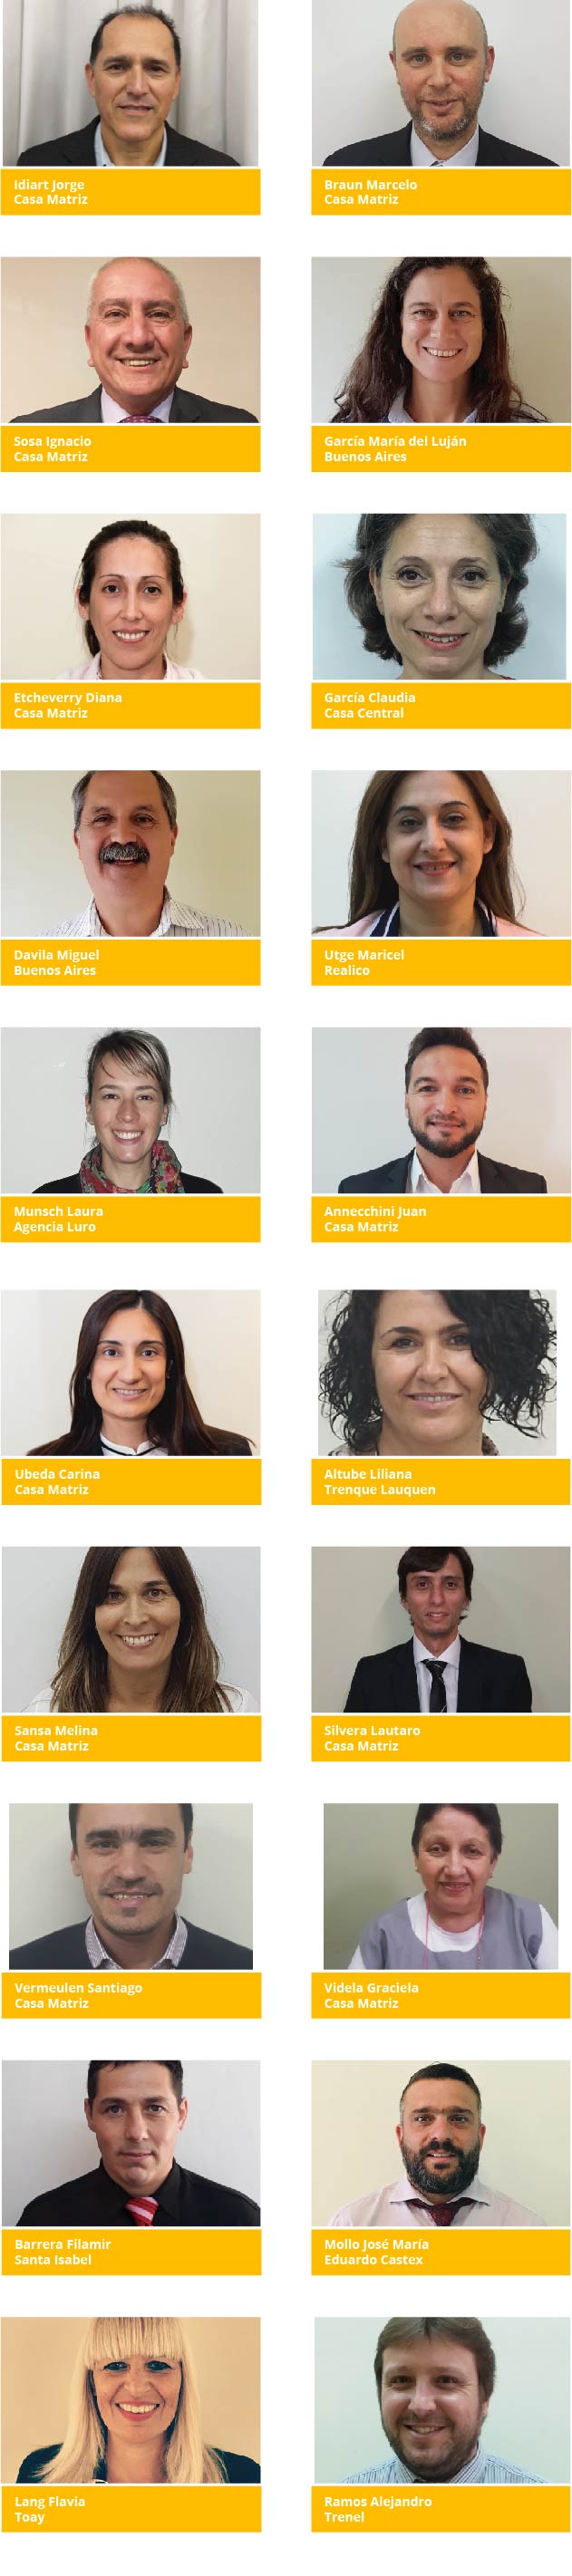 Idiart Jorge
Casa Matriz
Braun Marcelo
Casa Matriz
Sosa Ignacio
Casa Matriz
García María del Luján
Buenos Aires
Etcheverry Diana
Casa Matriz
García Claudia
Casa Central
Davila Miguel
Buenos Aires
Utge Maricel
Realico
Munsch Laura
Agencia Luro
Annecchini Juan
Casa Matriz
Ubeda Carina
Casa Matriz
Altube Liliana
Trenque Lauquen
Sansa Melina
Casa Matriz
Silvera Lautaro
Casa Matriz
Vermeulen Santiago
Casa Matriz
Videla Graciela
Casa Matriz
Barrera Filamir
Santa Isabel
Mollo José María
Eduardo Castex
Lang Flavia
Toay
Ramos Alejandro
Trenel